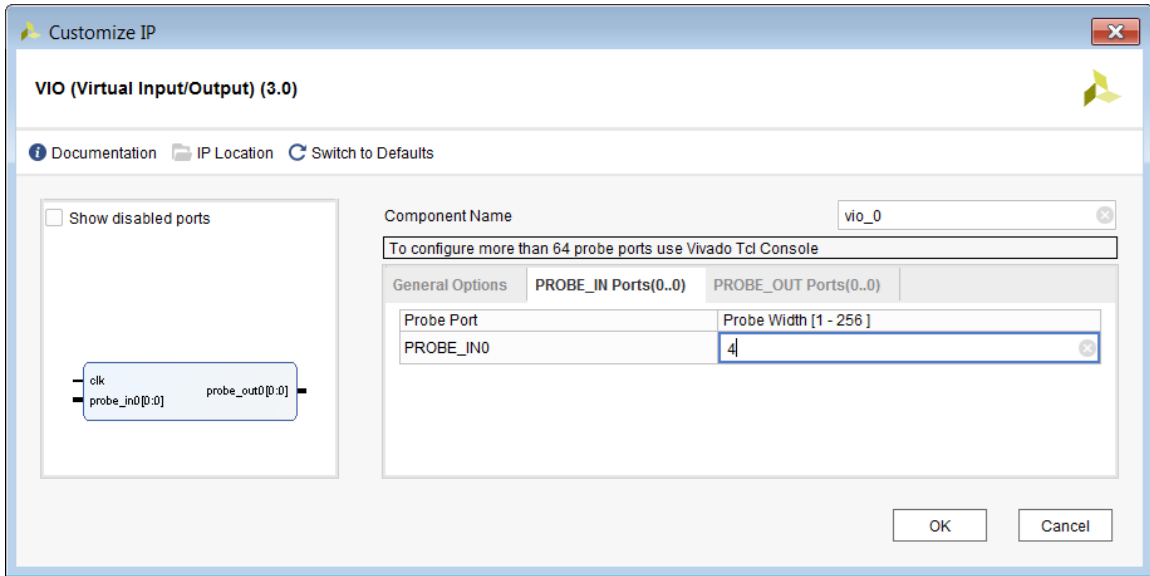 Customize IP
VIO (Virtual Input/Output) (3.0)
Documentation IP Location Switch to Defaults
Show disabled ports
clk
probe_in0[0:0]
probe_out0[0:0]
Component Name vio_0
To configure more than 64 probe ports use Vivado Tcl Console
General Options PROBE_IN Ports(0..0) PROBE_OUT Ports(0..0)
Probe Port Probe Width [1 - 256 ]
PROBE_IN0 4
OK Cancel